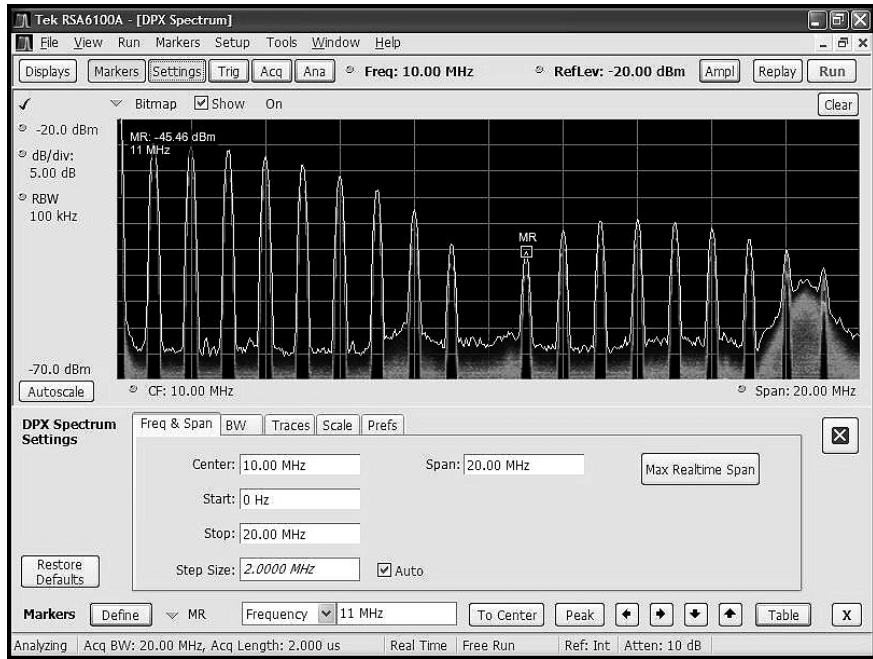 Tek RSA6100A - [DPX Spectrum]
File View Run Markers Setup Tools Window Help
Displays Markers Settings Trig Acq Ana Freq: 10.00 MHz RefLev: -20.00 dBm Ampl Replay Run
Bitmap Show On Clear
-20.0 dBm
dB/div:
5.00 dB
RBW
100 kHz
MR: -45.46 dBm
11 MHz
MR
-70.0 dBm
Autoscale CF: 10.00 MHz Span: 20.00 MHz
DPX Spectrum
Settings
Freq & Span BW Traces Scale Prefs
Center: 10.00 MHz Span: 20.00 MHz Max Realtime Span
Start: 0 Hz
Stop: 20.00 MHz
Step Size: 2.0000 MHz Auto
Restore
Defaults
Markers Define MR Frequency 11 MHz To Center Peak Table X
Analyzing Acq BW: 20.00 MHz, Acq Length: 2.000 us Real Time Free Run Ref: Int Atten: 10 dB